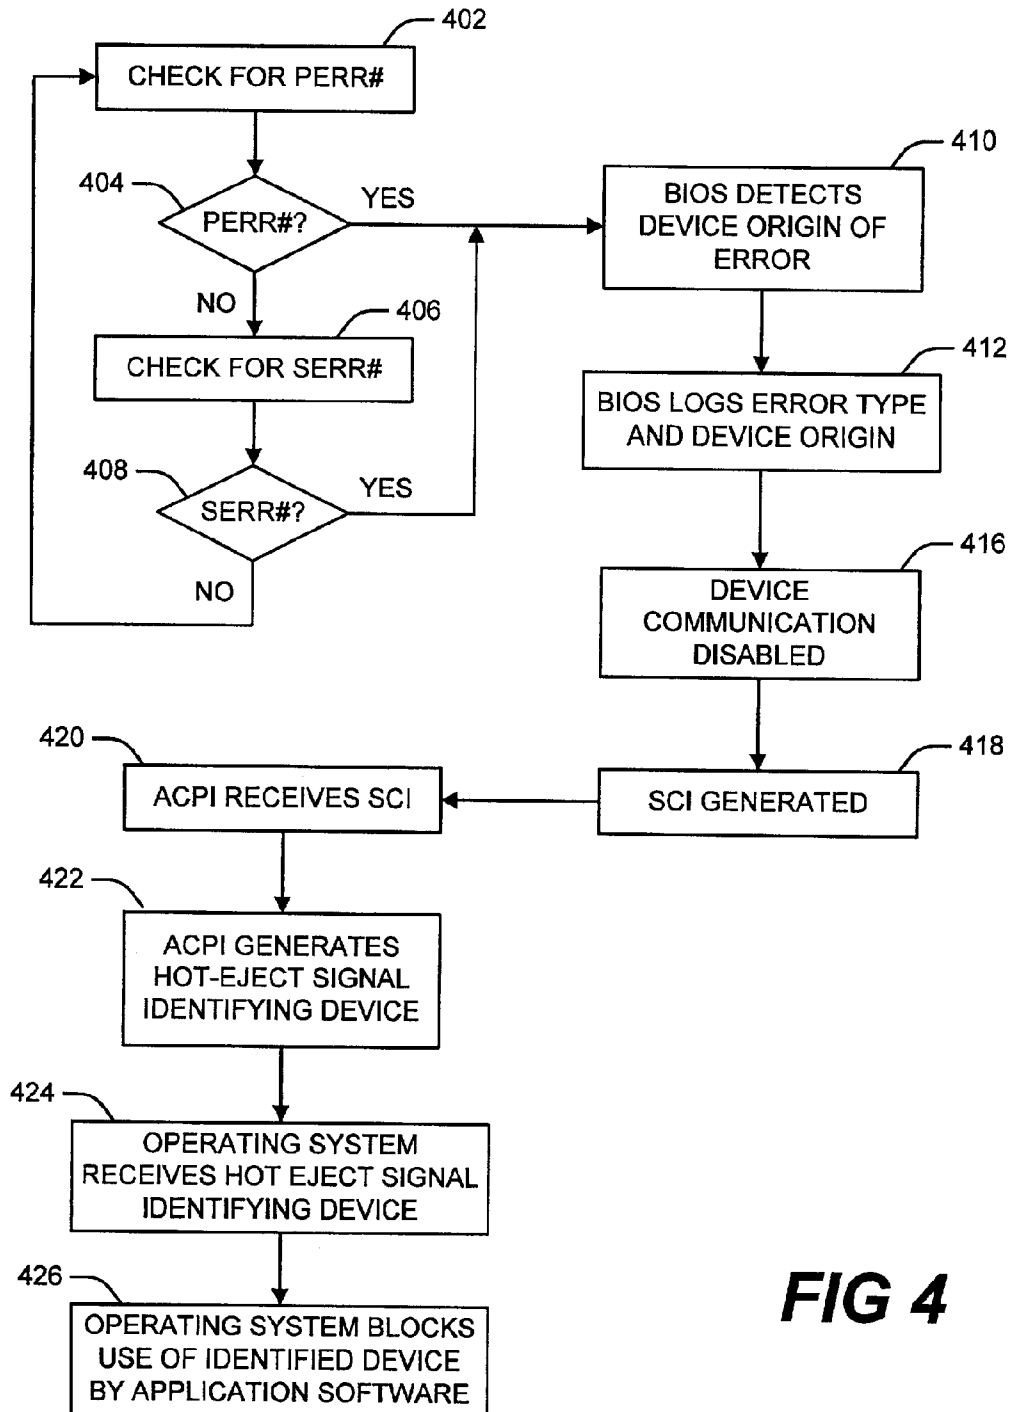 402
CHECK FOR PERR#
404
PERR#?
YES
NO
406
CHECK FOR SERR#
408
SERR#?
YES
NO
410
BIOS DETECTS
DEVICE ORIGIN OF
ERROR
412
BIOS LOGS ERROR TYPE
AND DEVICE ORIGIN
416
DEVICE
COMMUNICATION
DISABLED
418
SCI GENERATED
420
ACPI RECEIVES SCI
422
ACPI GENERATES
HOT-EJECT SIGNAL
IDENTIFYING DEVICE
424
OPERATING SYSTEM
RECEIVES HOT EJECT SIGNAL
IDENTIFYING DEVICE
426
OPERATING SYSTEM BLOCKS
USE OF IDENTIFIED DEVICE
BY APPLICATION SOFTWARE
FIG 4